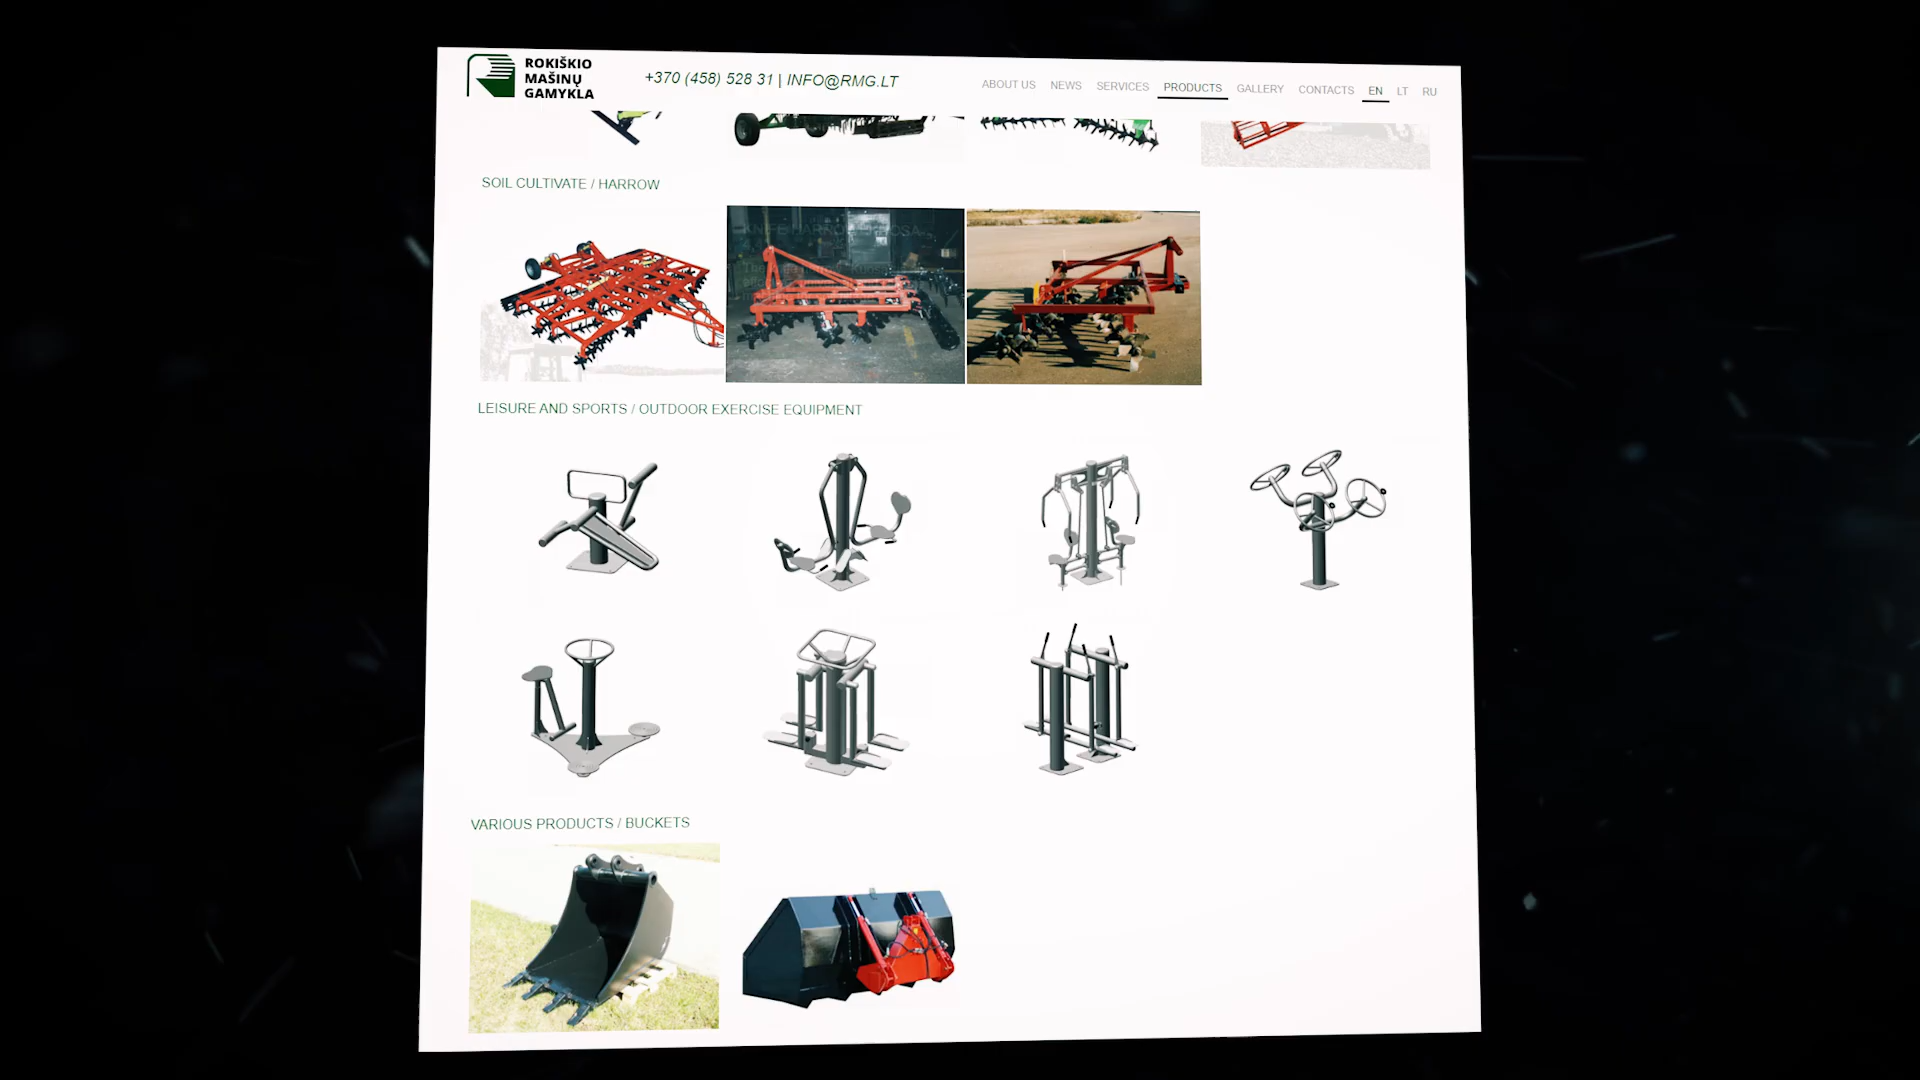 ROKIŠKIO
MAŠINŲ
GAMYKLA
+370 (458) 528 31 | INFO@RMG.LT
ABOUT US NEWS SERVICES PRODUCTS GALLERY CONTACTS EN LT RU
SOIL CULTIVATE / HARROW
LEISURE AND SPORTS / OUTDOOR EXERCISE EQUIPMENT
VARIOUS PRODUCTS / BUCKETS